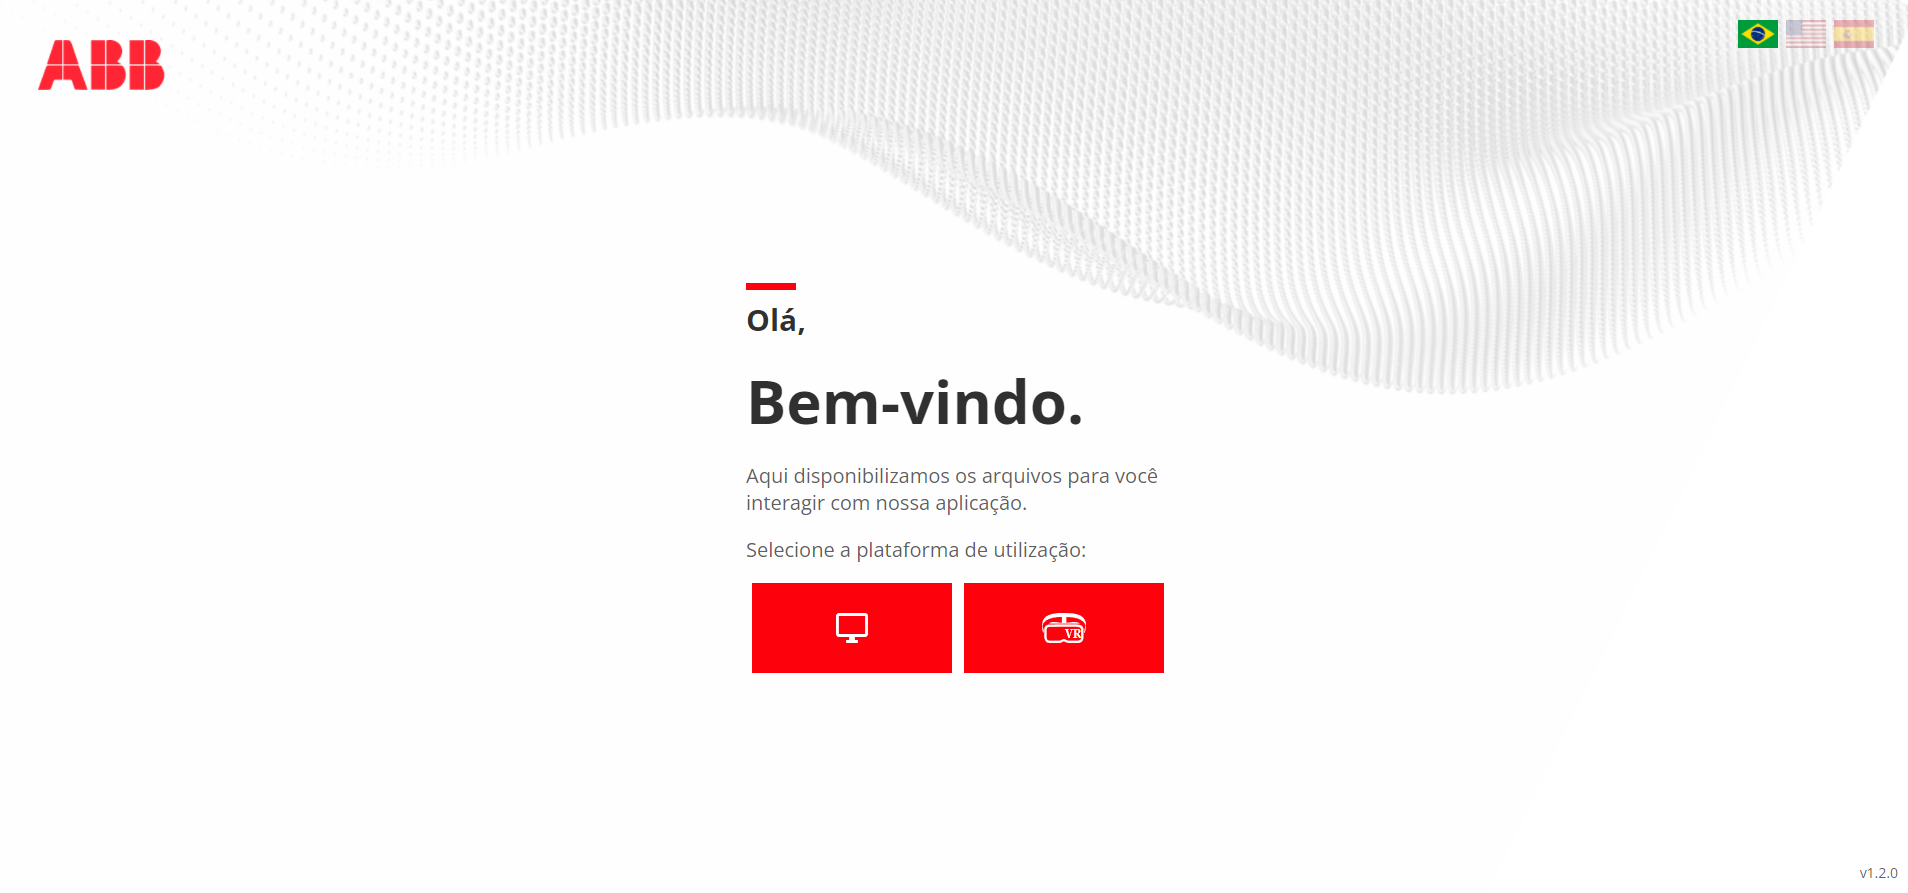 ABB
Olá,
Bem-vindo.
Aqui disponibilizamos os arquivos para você
interagir com nossa aplicação.
Selecione a plataforma de utilização:
VR
v1.2.0